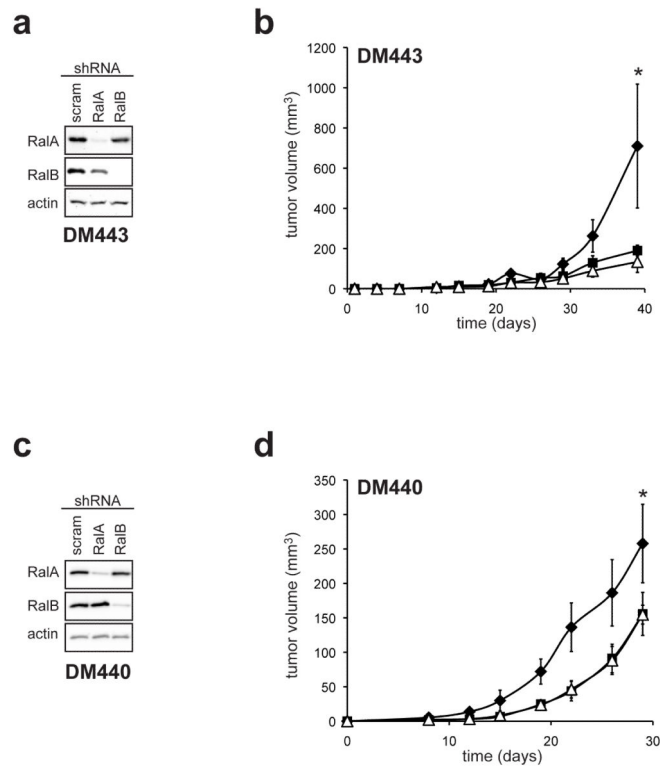 a
shRNA
scram
RalA
RalB
RalA
RalB
actin
DM443
b
DM443
*
1200
1000
800
600
400
200
0
tumor volume (mm³)
0 10 20 30 40
time (days)
c
shRNA
scram
RalA
RalB
RalA
RalB
actin
DM440
d
DM440
*
350
300
250
200
150
100
50
0
tumor volume (mm³)
0 10 20 30
time (days)